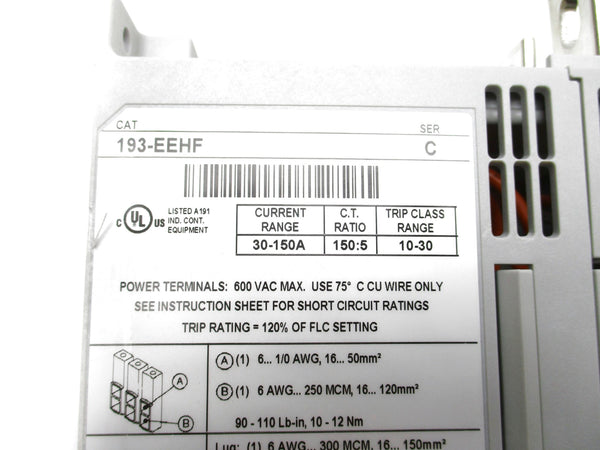 CAT
SER
193-EEHF
C
C UL US
LISTED A191
IND. CONT.
EQUIPMENT
CURRENT RANGE C.T. RATIO TRIP CLASS RANGE
30-150A 150:5 10-30
POWER TERMINALS: 600 VAC MAX. USE 75° C CU WIRE ONLY
SEE INSTRUCTION SHEET FOR SHORT CIRCUIT RATINGS
TRIP RATING = 120% OF FLC SETTING
A
B
A (1) 6... 1/0 AWG, 16... 50mm²
B (1) 6 AWG... 250 MCM, 16... 120mm²
90 - 110 Lb-in, 10 - 12 Nm
Lug: (1) 6 AWG... 300 MCM, 16... 150mm²